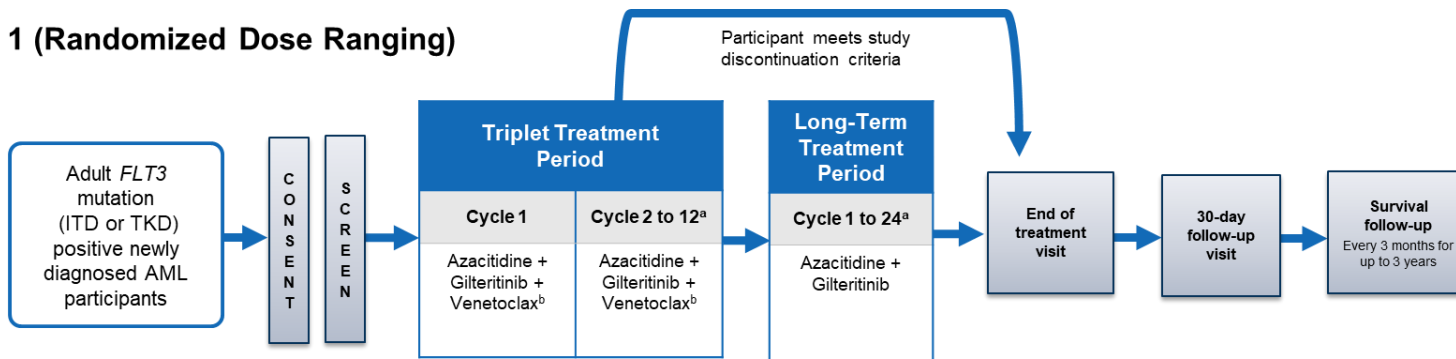 1 (Randomized Dose Ranging)
Participant meets study
discontinuation criteria
Adult FLT3
mutation
(ITD or TKD)
positive newly
diagnosed AML
participants
CONSENT
SCREEN
Triplet Treatment
Period
Cycle 1
Cycle 2 to 12ᵃ
Azacitidine +
Gilteritinib +
Venetoclaxᵇ
Azacitidine +
Gilteritinib +
Venetoclaxᵇ
Long-Term
Treatment
Period
Cycle 1 to 24ᵃ
Azacitidine +
Gilteritinib
End of
treatment
visit
30-day
follow-up
visit
Survival
follow-up
Every 3 months for
up to 3 years